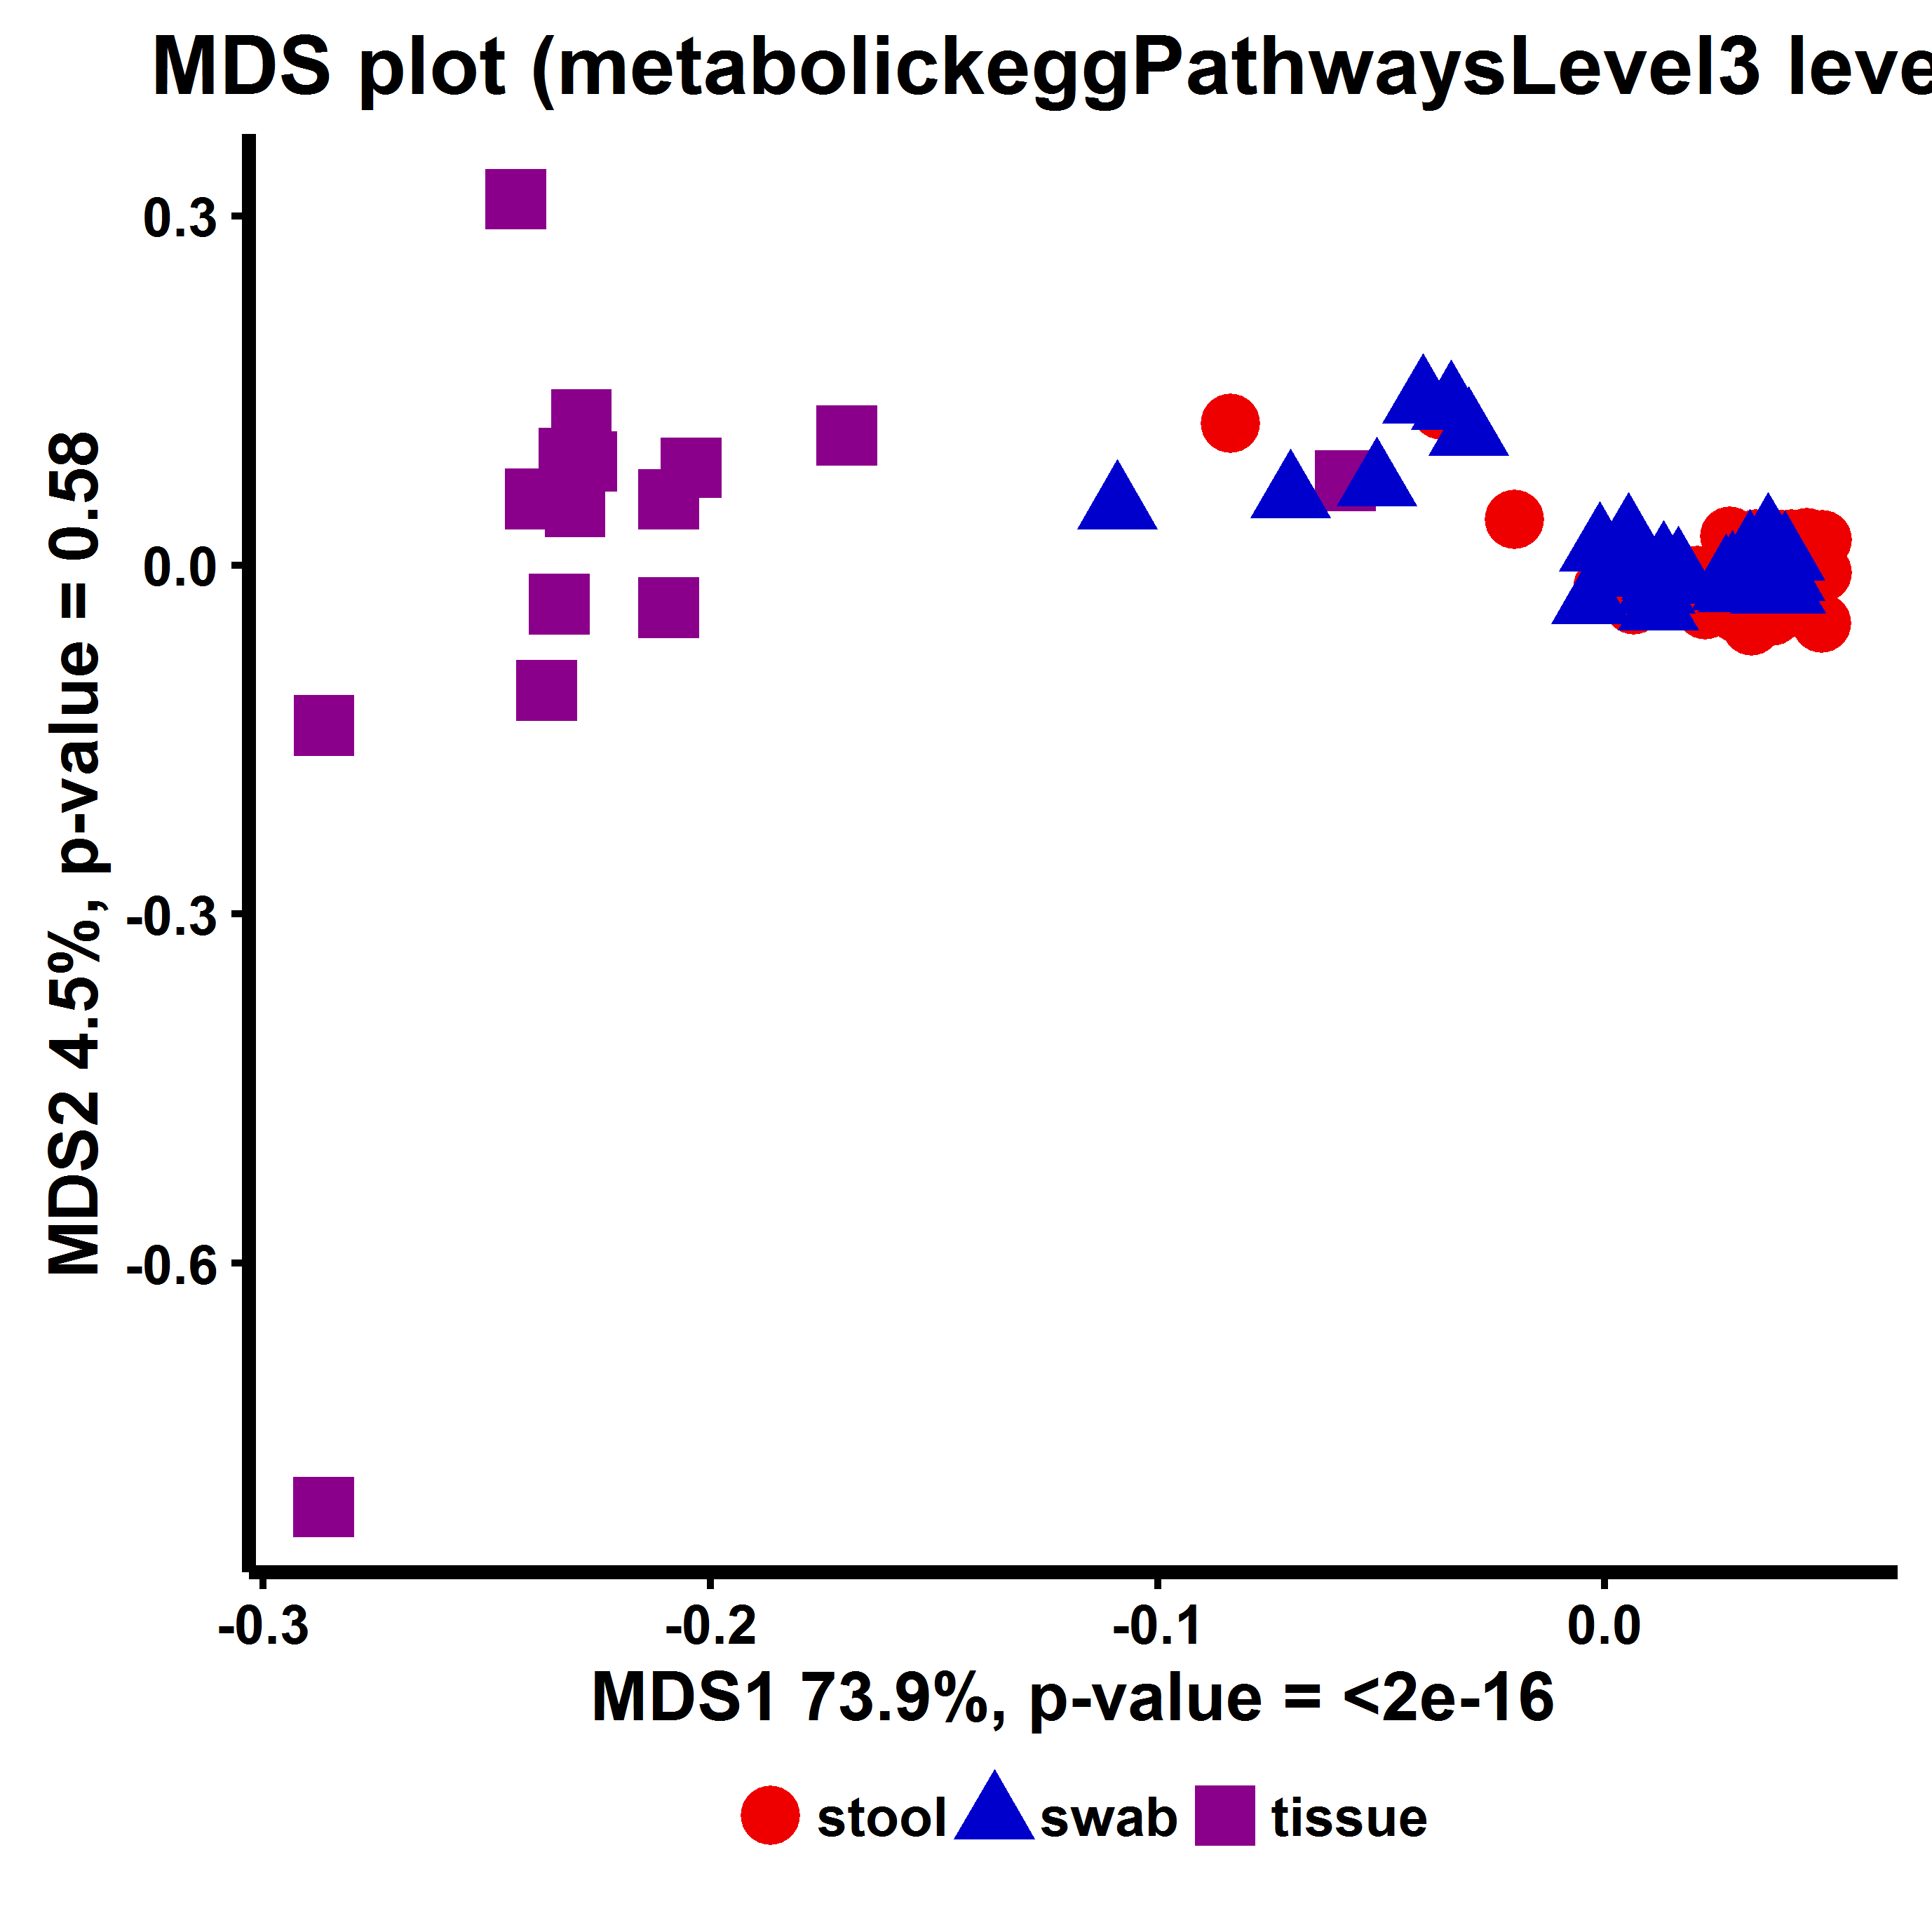 MDS plot (metabolickeggPathwaysLevel3 leve
0.3
0.0
-0.3
-0.6
MDS2 4.5%, p-value = 0.58
-0.3 -0.2 -0.1 0.0
MDS1 73.9%, p-value = <2e-16
stool swab tissue